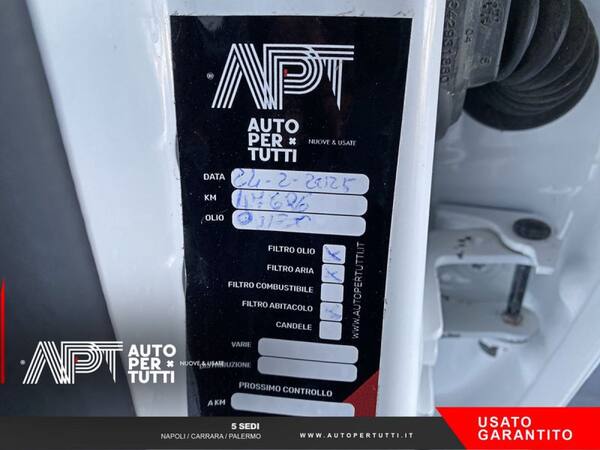 APT
AUTO
PER
TUTTI
NUOVE & USATE
DATA 24-2-2025
KM
OLIO
FILTRO OLIO X
FILTRO ARIA X
FILTRO COMBUSTIBILE
FILTRO ABITACOLO X
CANDELE
WWW.AUTOPERTUTTI.IT
VARIE
DISTRIBUZIONE
PROSSIMO CONTROLLO
A KM
APT
AUTO
PER
TUTTI
NUOVE & USATE
5 SEDI
NAPOLI / CARRARA / PALERMO
WWW.AUTOPERTUTTI.IT
USATO
GARANTITO